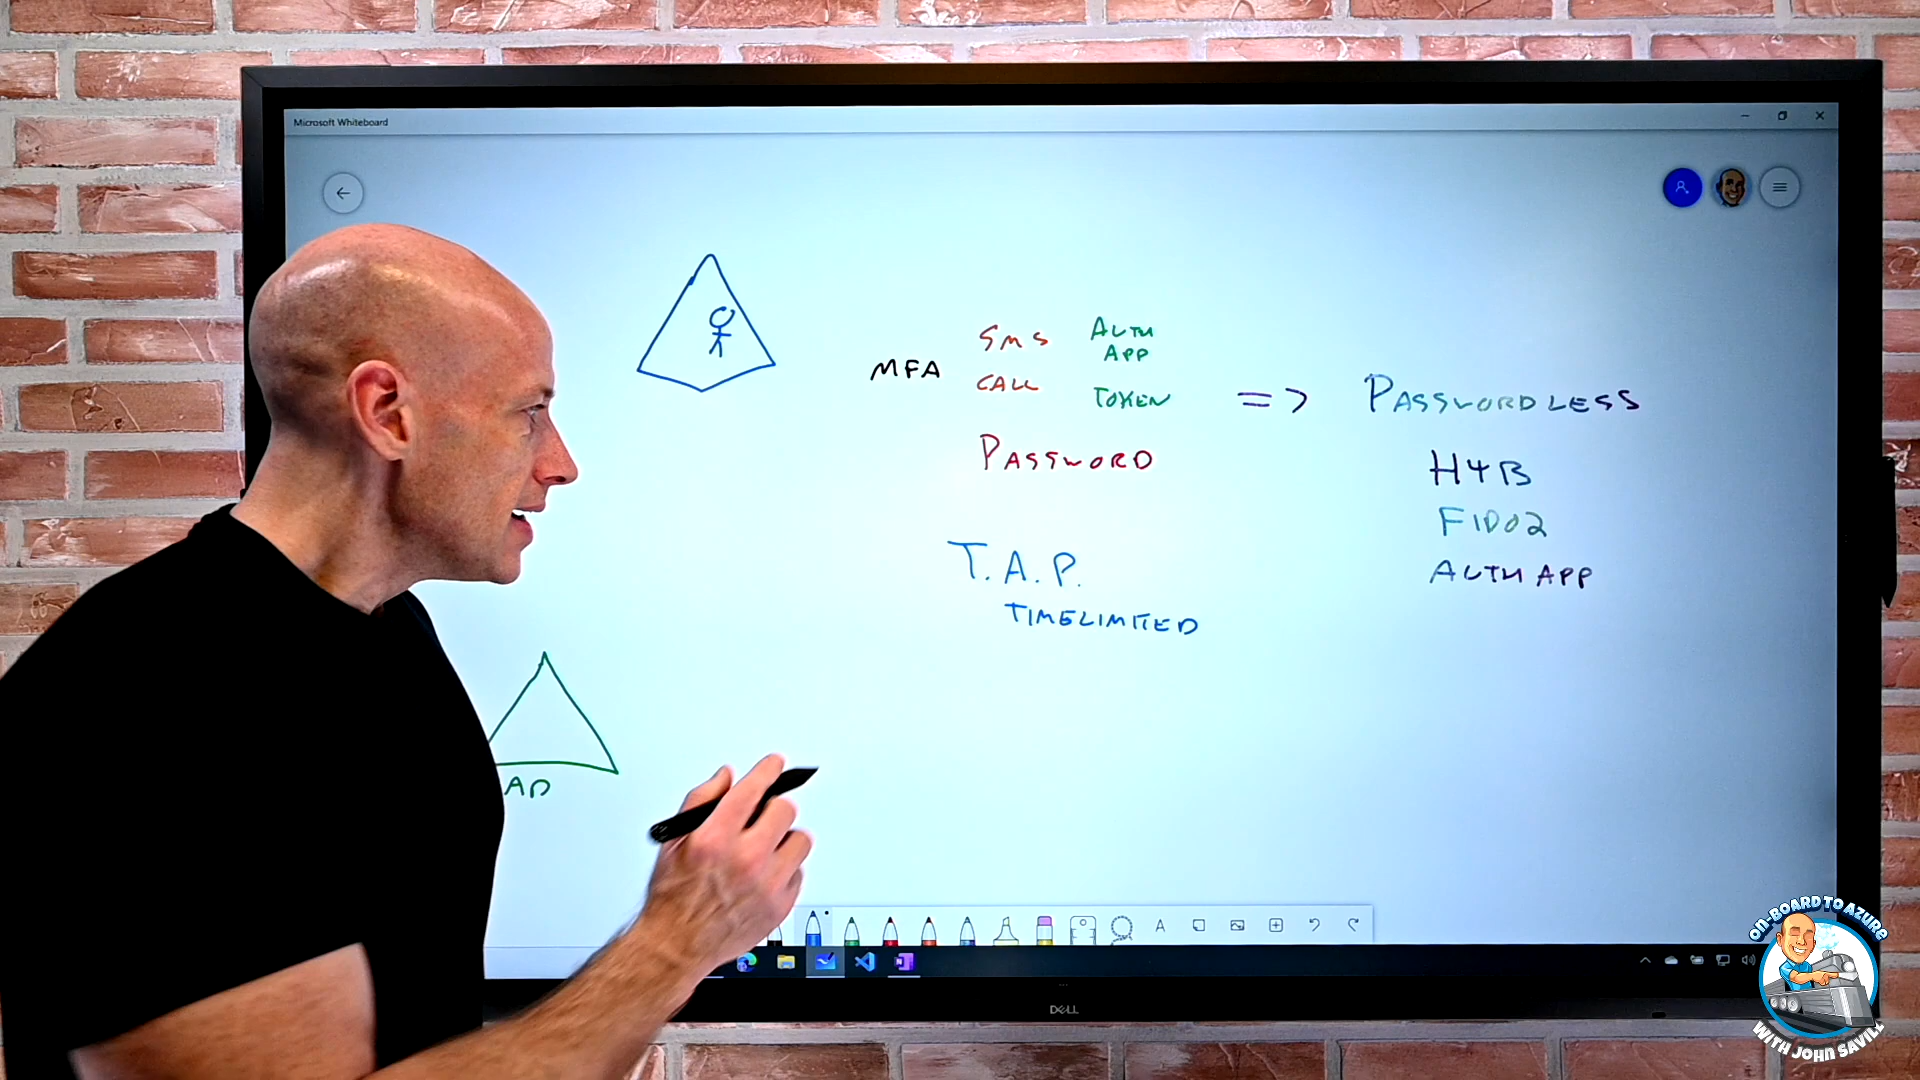 Microsoft Whiteboard
MFA
SMS
CALL
AUTH
APP
TOKEN
PASSWORD
=>
PASSWORDLESS
H4B
FIDO2
AUTH APP
T.A.P.
TIMELIMITED
AD
A
DELL
ON-BOARD TO AZURE
WITH JOHN SAVILL